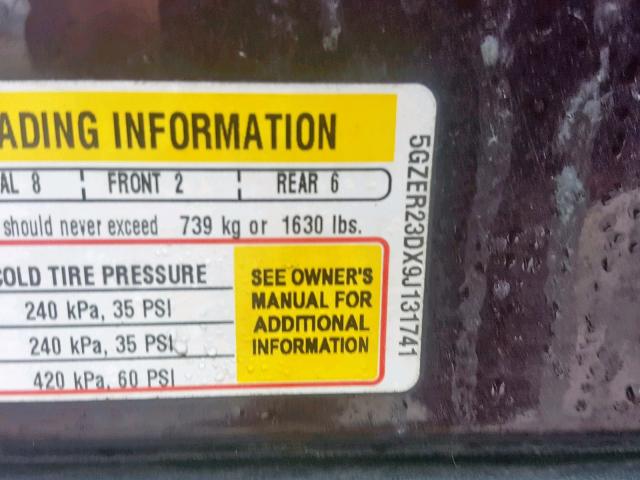 ADING INFORMATION
AL 8 FRONT 2 REAR 6
should never exceed 739 kg or 1630 lbs.
COLD TIRE PRESSURE
240 kPa, 35 PSI
240 kPa, 35 PSI
420 kPa, 60 PSI
SEE OWNER'S
MANUAL FOR
ADDITIONAL
INFORMATION
5GZER23DX9J131741